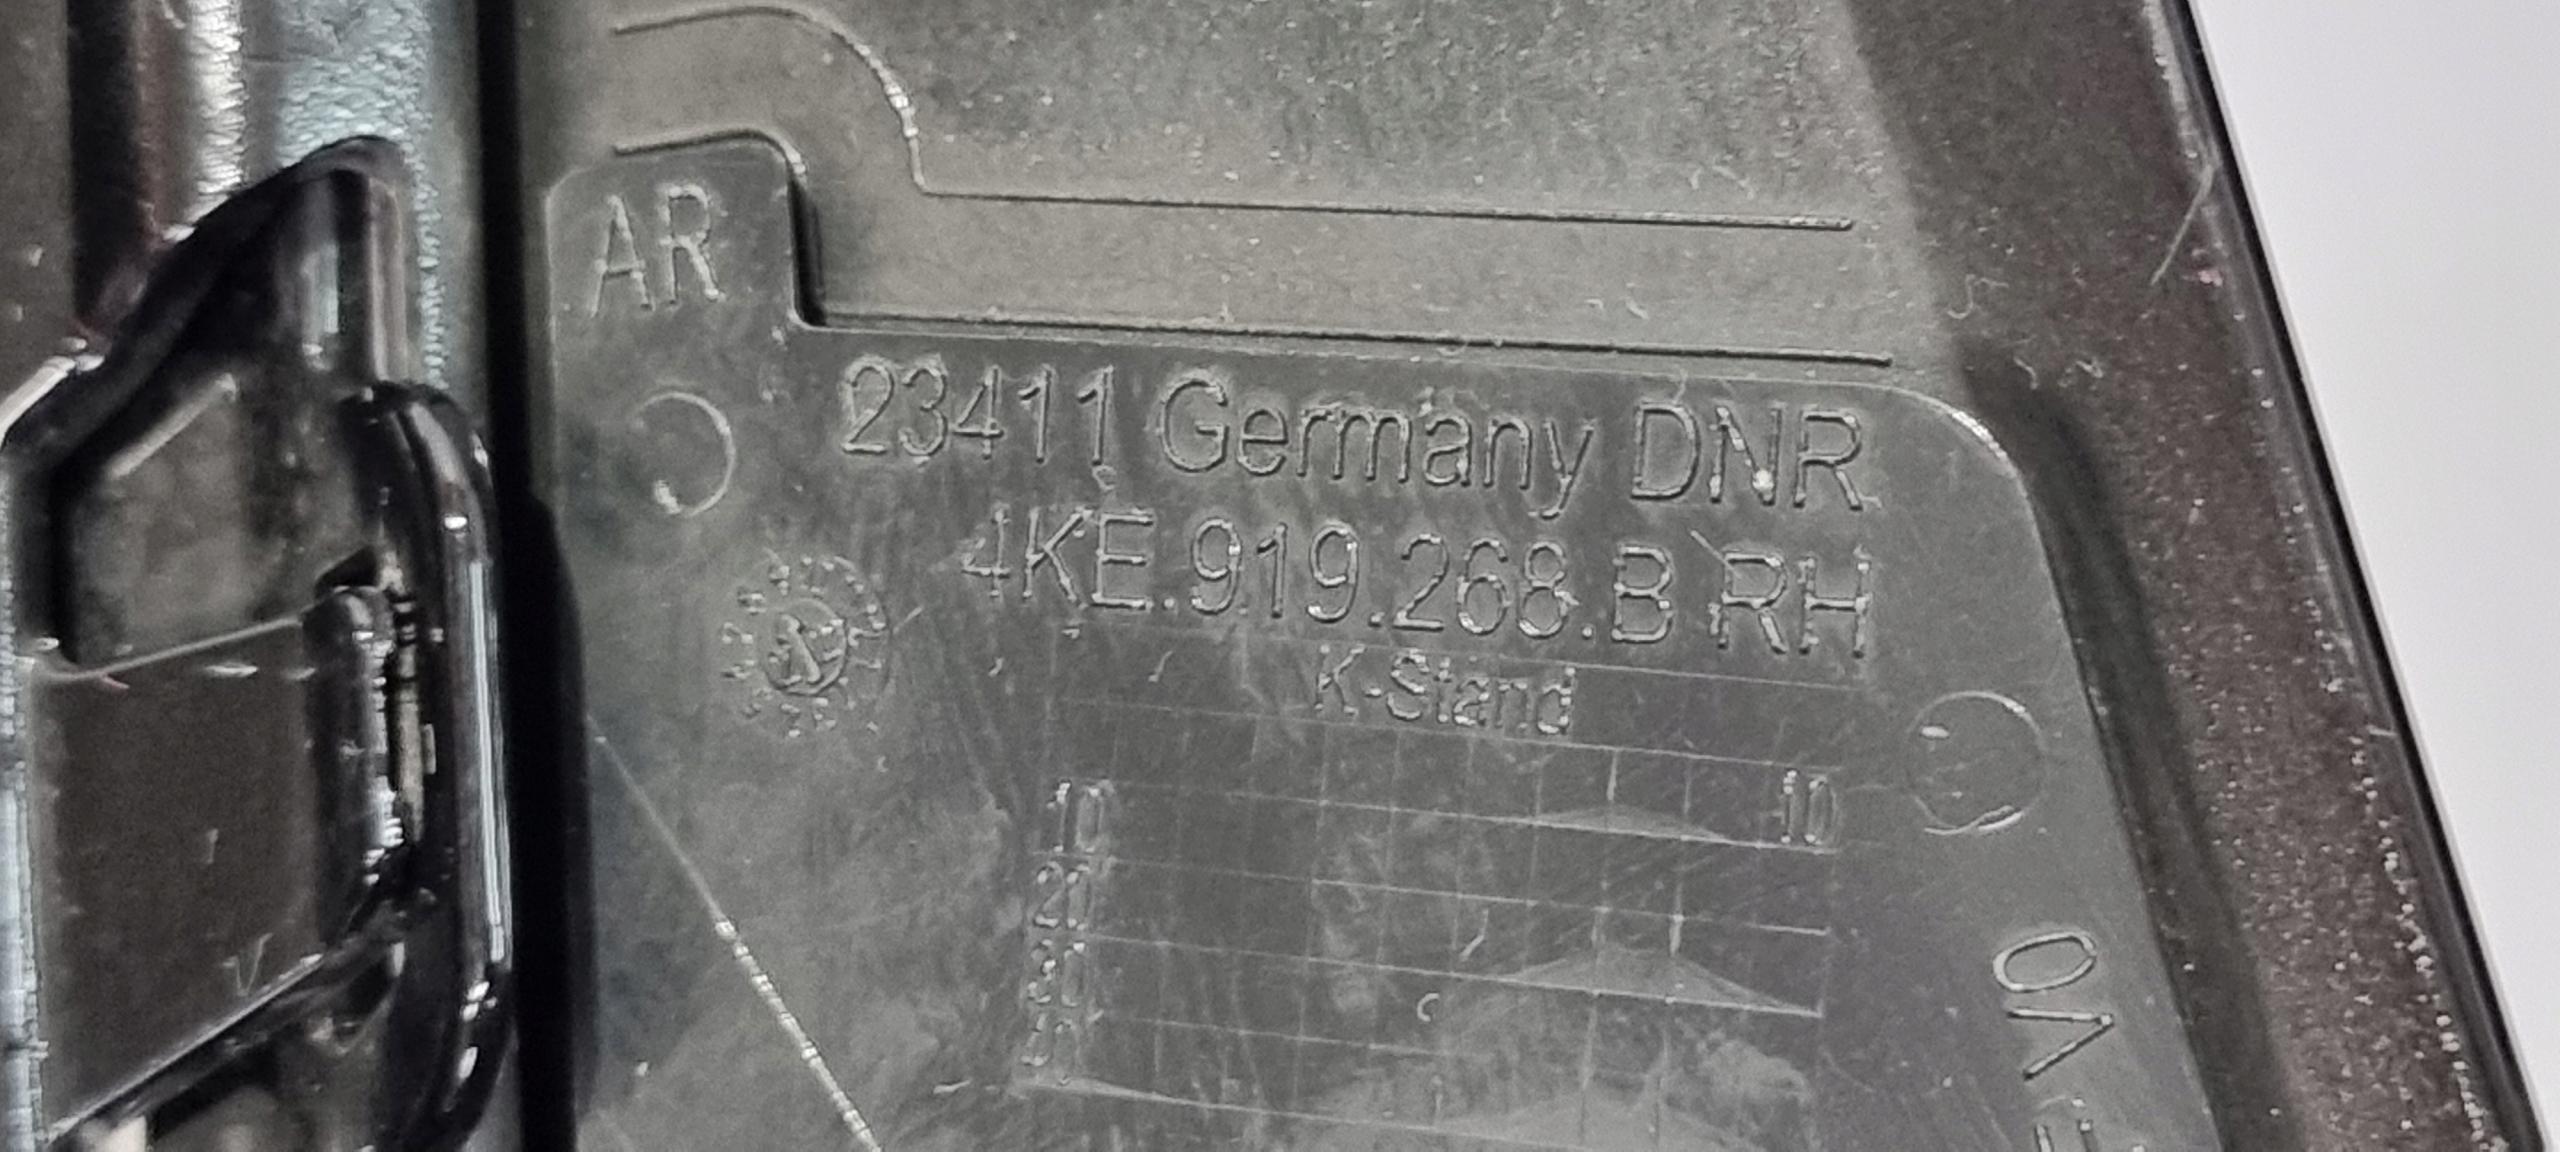 AR
23411 Germany DNR
4KE.919.268.B RH
K-Stand
10 10
20
30